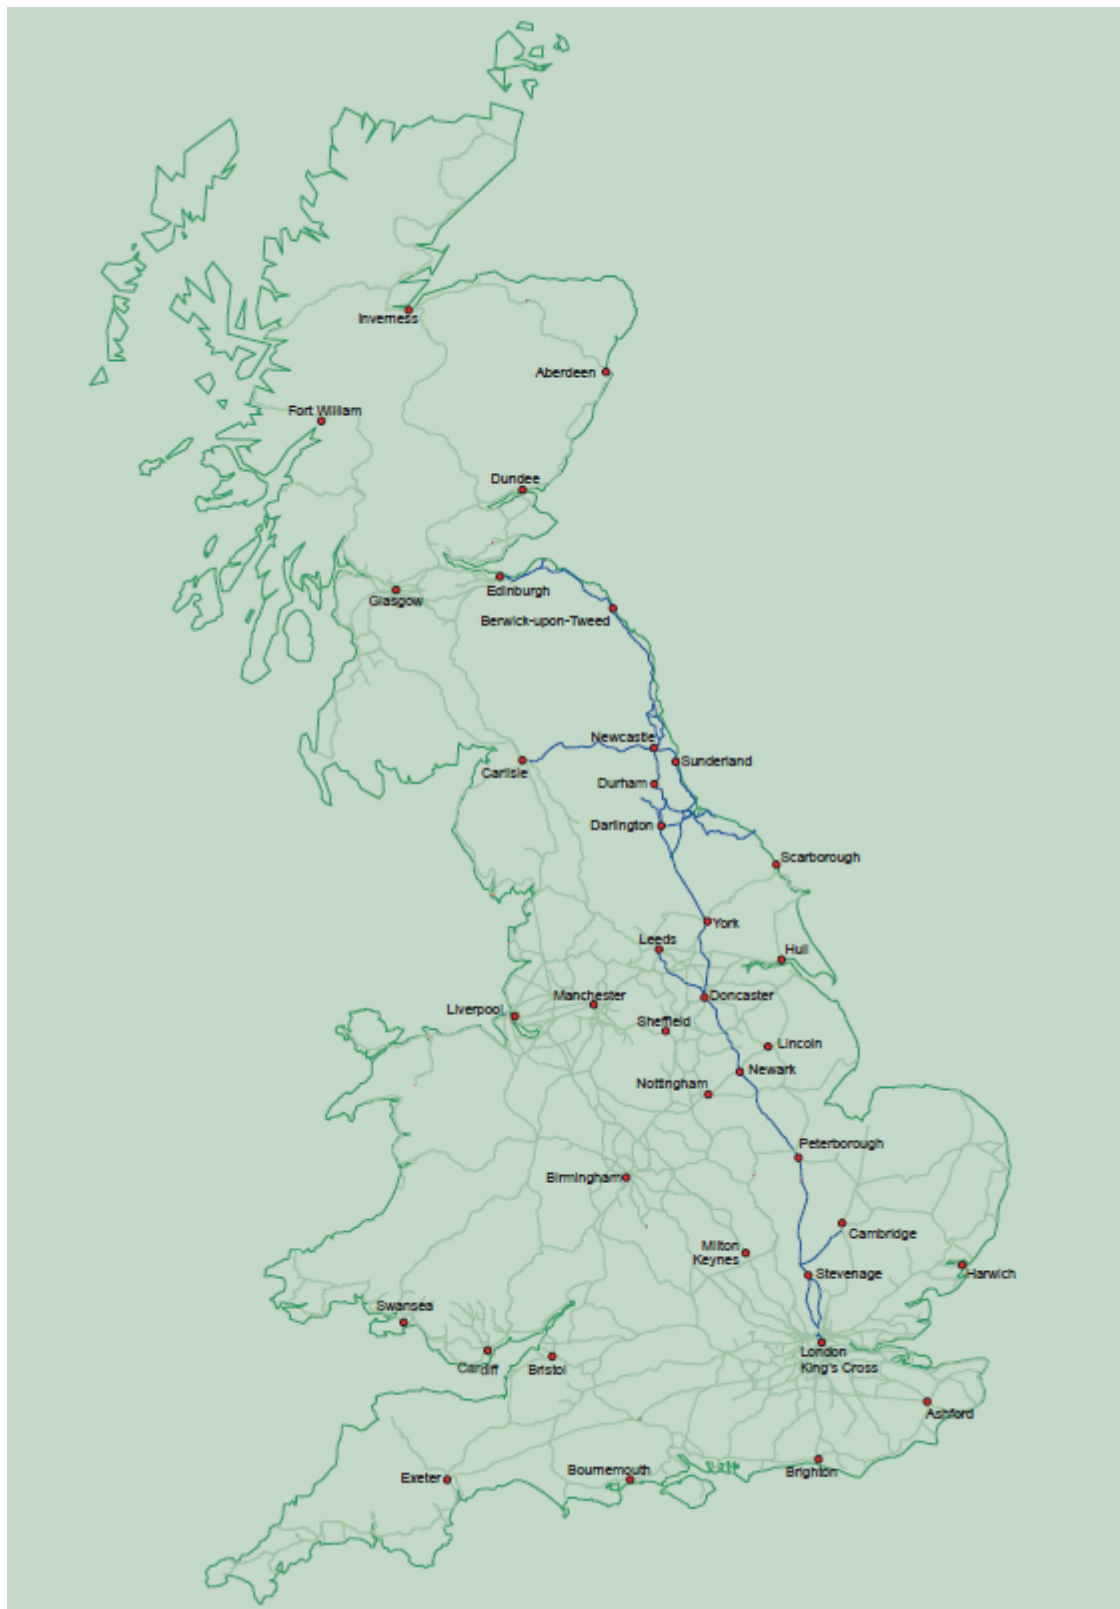 Inverness
Aberdeen
Fort William
Dundee
Edinburgh
Glasgow
Berwick-upon-Tweed
Newcastle
Sunderland
Carlisle
Durham
Darlington
Scarborough
York
Leeds
Hull
Manchester
Doncaster
Liverpool
Sheffield
Lincoln
Newark
Nottingham
Peterborough
Birmingham
Cambridge
Milton
Keynes
Stevenage
Harwich
Swansea
London
King's Cross
Cardiff
Bristol
Ashford
Bournemouth
Brighton
Exeter